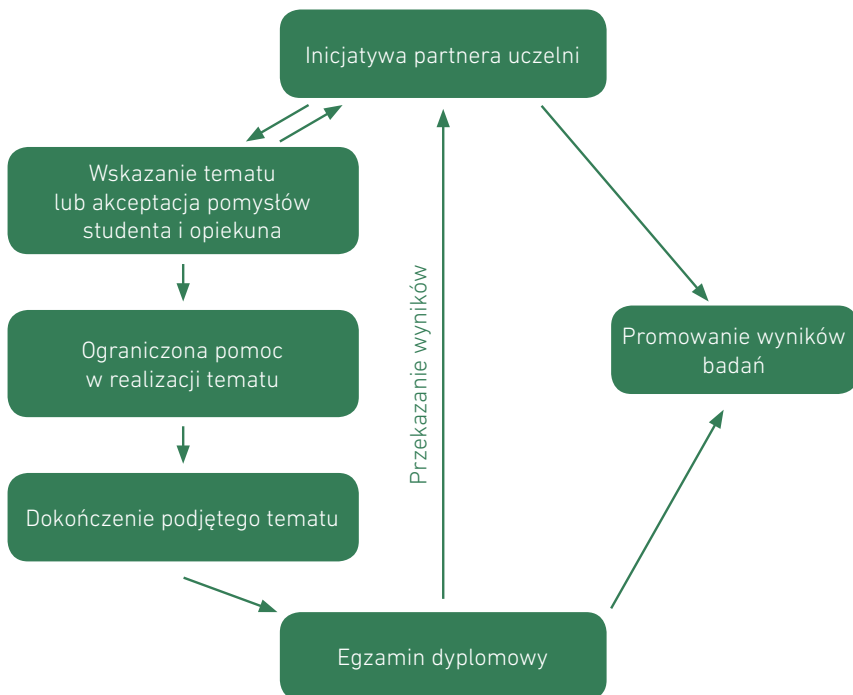 Inicjatywa partnera uczelni
Wskazanie tematu
lub akceptacja pomysłów
studenta i opiekuna
Ograniczona pomoc
w realizacji tematu
Dokończenie podjętego tematu
Przekazanie wyników
Promowanie wyników
badań
Egzamin dyplomowy